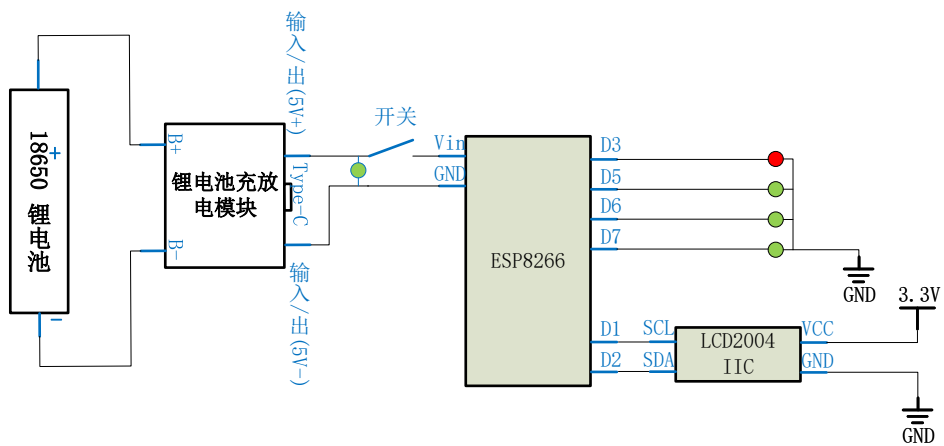 +
18650 锂电池
-
B+
B-
锂电池充放
电模块
输入/出(5V+)
Type-C
输入/出(5V-)
开关
Vin
GND
ESP8266
D3
D5
D6
D7
GND
D1
D2
SCL
SDA
LCD2004
IIC
VCC
GND
3.3V
GND